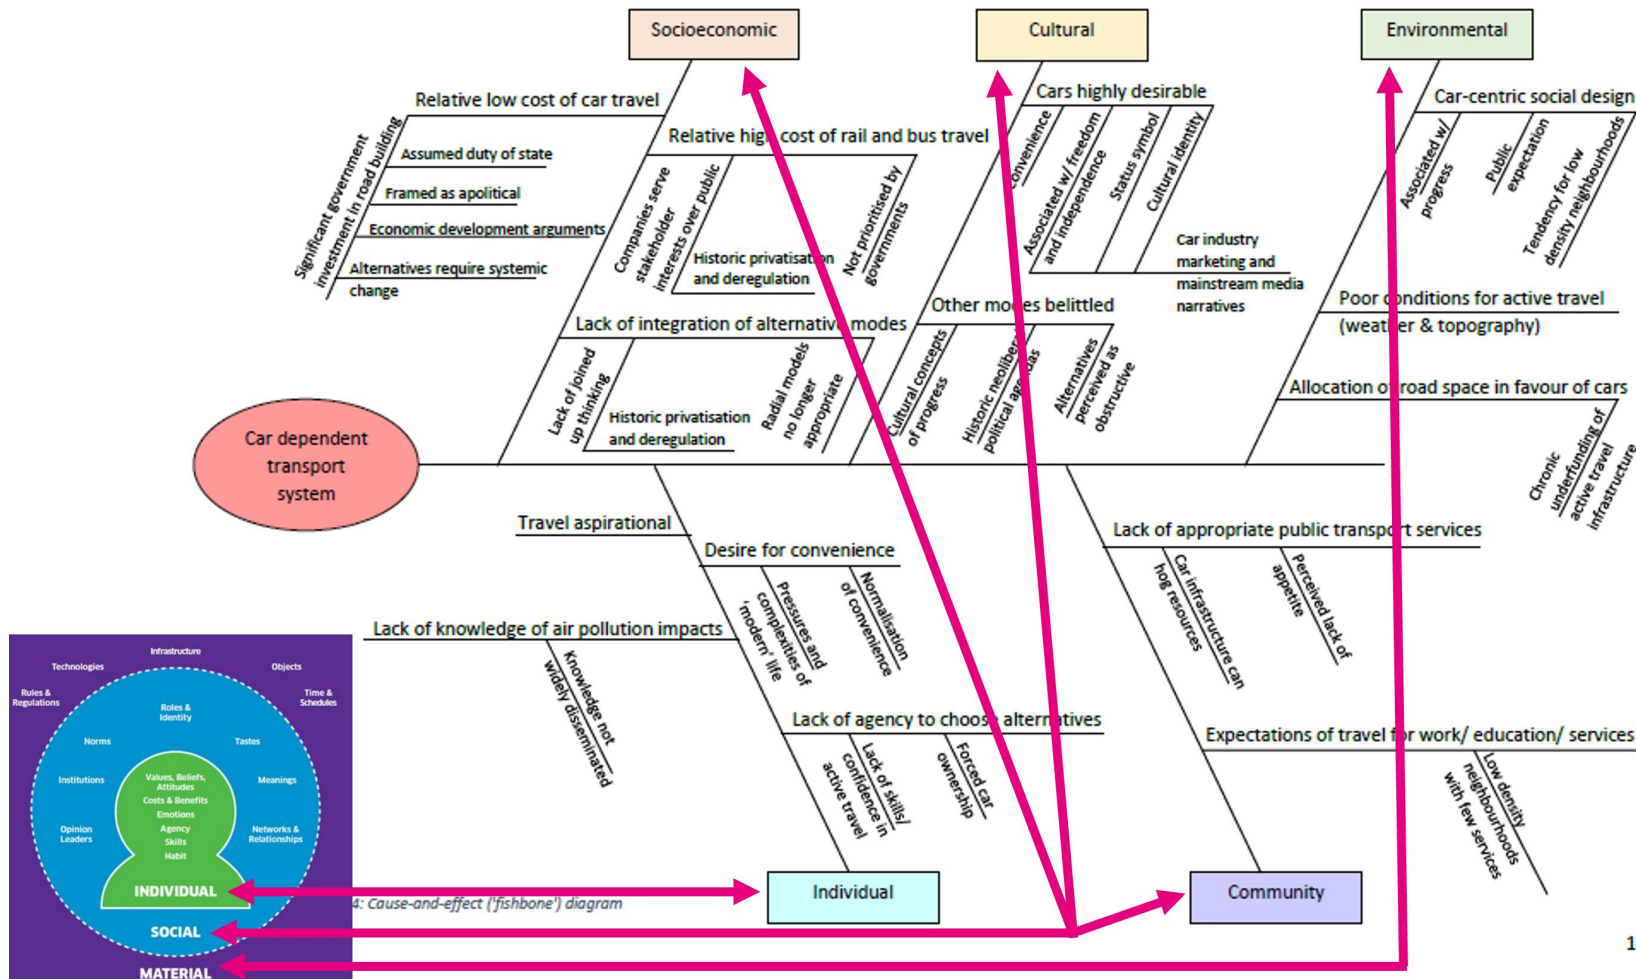 Socioeconomic
Cultural
Environmental
Relative low cost of car travel
Significant government
investment in road building
Assumed duty of state
Framed as apolitical
Economic development arguments
Alternatives require systemic
change
Relative high cost of rail and bus travel
Companies serve
stakeholder
interests over public
Historic privatisation
and deregulation
Not prioritised by
governments
Lack of integration of alternative modes
Lack of joined
up thinking
Historic privatisation
and deregulation
Radial models
no longer
appropriate
Cars highly desirable
Convenience
Associated w/ freedom
and independence
Status symbol
Cultural identity
Car industry
marketing and
mainstream media
narratives
Other modes belittled
Cultural concepts
of progress
Historic neoliberal
political agendas
Alternatives
perceived as
obstructive
Car-centric social design
Associated w/
progress
Public
expectation
Tendency for low
density neighbourhoods
Poor conditions for active travel
(weather & topography)
Allocation of road space in favour of cars
Chronic
underfunding of
active travel
infrastructure
Car dependent
transport
system
Travel aspirational
Desire for convenience
Pressures and
complexities of
'modern' life
Normalisation
of convenience
Lack of knowledge of air pollution impacts
Knowledge not
widely disseminated
Lack of agency to choose alternatives
Lack of skills/
confidence in
active travel
Forced car
ownership
Lack of appropriate public transport services
Car infrastructure can
hog resources
Perceived lack of
appetite
Expectations of travel for work/ education/ services
Low density
neighbourhoods
with few services
Individual
Community
4: Cause-and-effect ('fishbone') diagram
1
Infrastructure
Technologies
Objects
Rules &
Regulations
Time &
Schedules
Roles &
Identity
Norms
Tastes
Institutions
Meanings
Opinion
Leaders
Networks &
Relationships
Values, Beliefs,
Attitudes
Costs & Benefits
Emotions
Agency
Skills
Habit
INDIVIDUAL
SOCIAL
MATERIAL